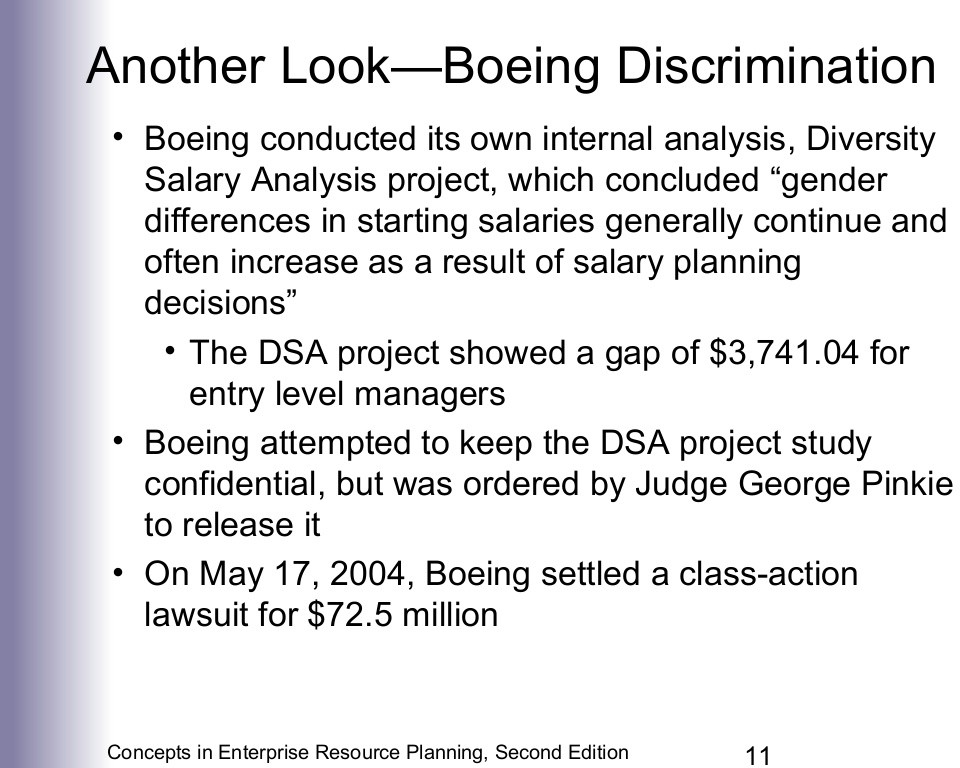 Another Look—Boeing Discrimination
• Boeing conducted its own internal analysis, Diversity
Salary Analysis project, which concluded “gender
differences in starting salaries generally continue and
often increase as a result of salary planning
decisions”
• The DSA project showed a gap of $3,741.04 for
entry level managers
• Boeing attempted to keep the DSA project study
confidential, but was ordered by Judge George Pinkie
to release it
• On May 17, 2004, Boeing settled a class-action
lawsuit for $72.5 million
Concepts in Enterprise Resource Planning, Second Edition
11